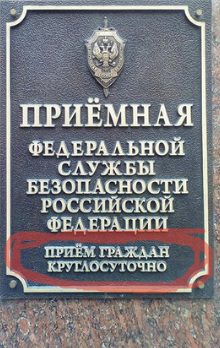 ПРИЁМНАЯ
ФЕДЕРАЛЬНОЙ
СЛУЖБЫ
БЕЗОПАСНОСТИ
РОССИЙСКОЙ
ФЕДЕРАЦИИ
ПРИЁМ ГРАЖДАН
КРУГЛОСУТОЧНО